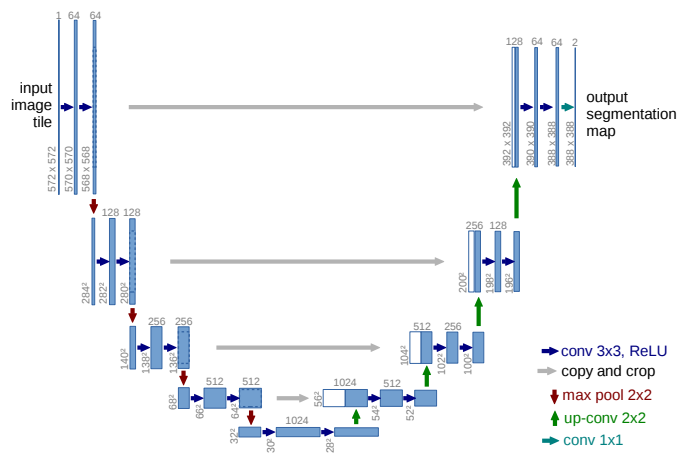 1 64 64
128 64 64 2
input
image
tile
output
segmentation
map
572 x 572
570 x 570
568 x 568
392 x 392
390 x 390
388 x 388
388 x 388
128 128
256 128
284²
282²
280²
200²
198²
196²
256 256
512 256
140²
138²
136²
104²
102²
100²
conv 3x3, ReLU
copy and crop
max pool 2x2
up-conv 2x2
conv 1x1
512 512
1024 512
68²
66²
64²
56²
54²
52²
1024
32²
30²
28²